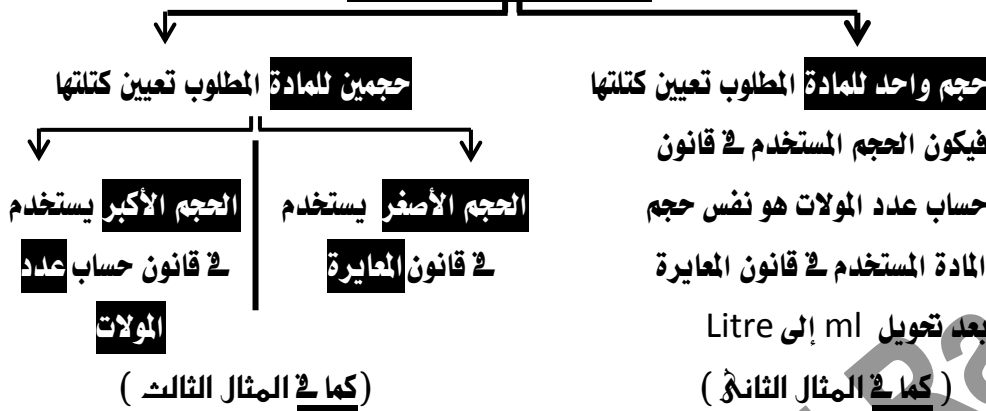 حجم واحد للمادة المطلوب تعيين كتلتها
فيكون الحجم المستخدم في قانون
حساب عدد المولات هو نفس حجم
المادة المستخدم في قانون المعايرة
بعد تحويل ml إلى Litre
( كما في المثال الثانى )
حجمين للمادة المطلوب تعيين كتلتها
الحجم الأصغر يستخدم
في قانون المعايرة
(كما في المثال الثالث )
الحجم الأكبر يستخدم
في قانون حساب عدد
المولات